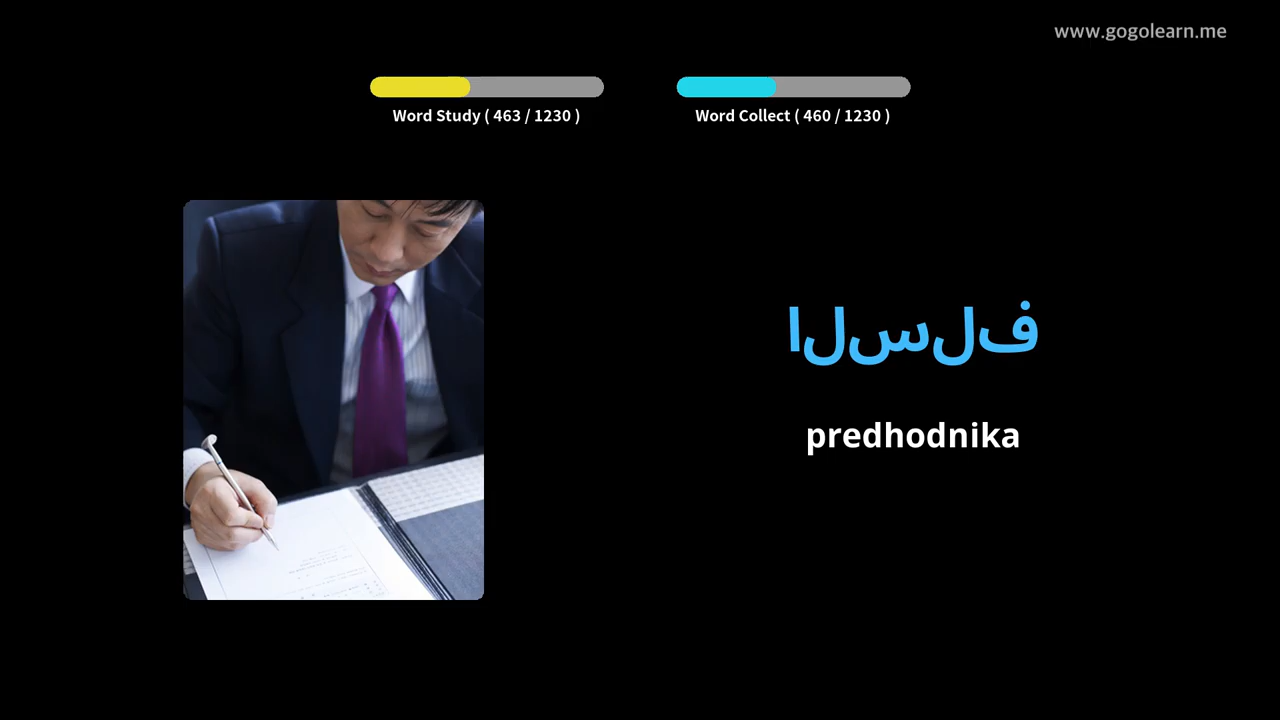 www.gogolearn.me
Word Study ( 463 / 1230 )
Word Collect ( 460 / 1230 )
السلف
predhodnika